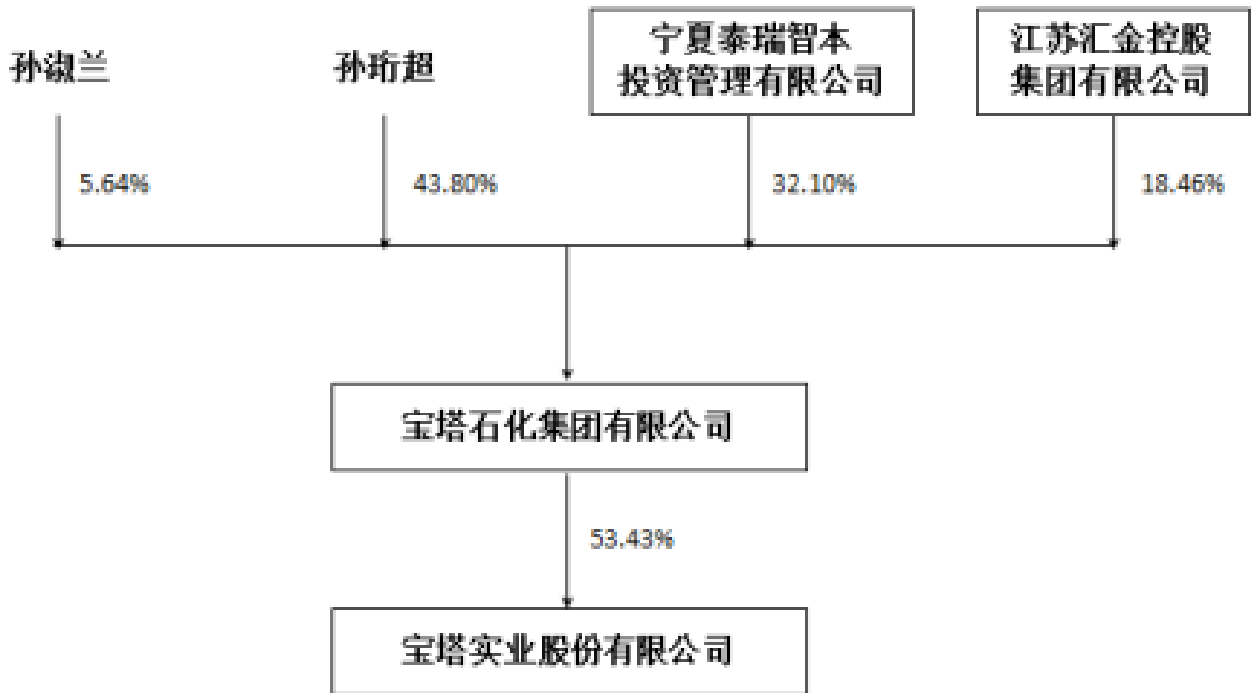 孙淑兰
孙珩超
宁夏泰瑞智本
投资管理有限公司
江苏汇金控股
集团有限公司
5.64%
43.80%
32.10%
18.46%
宝塔石化集团有限公司
53.43%
宝塔实业股份有限公司